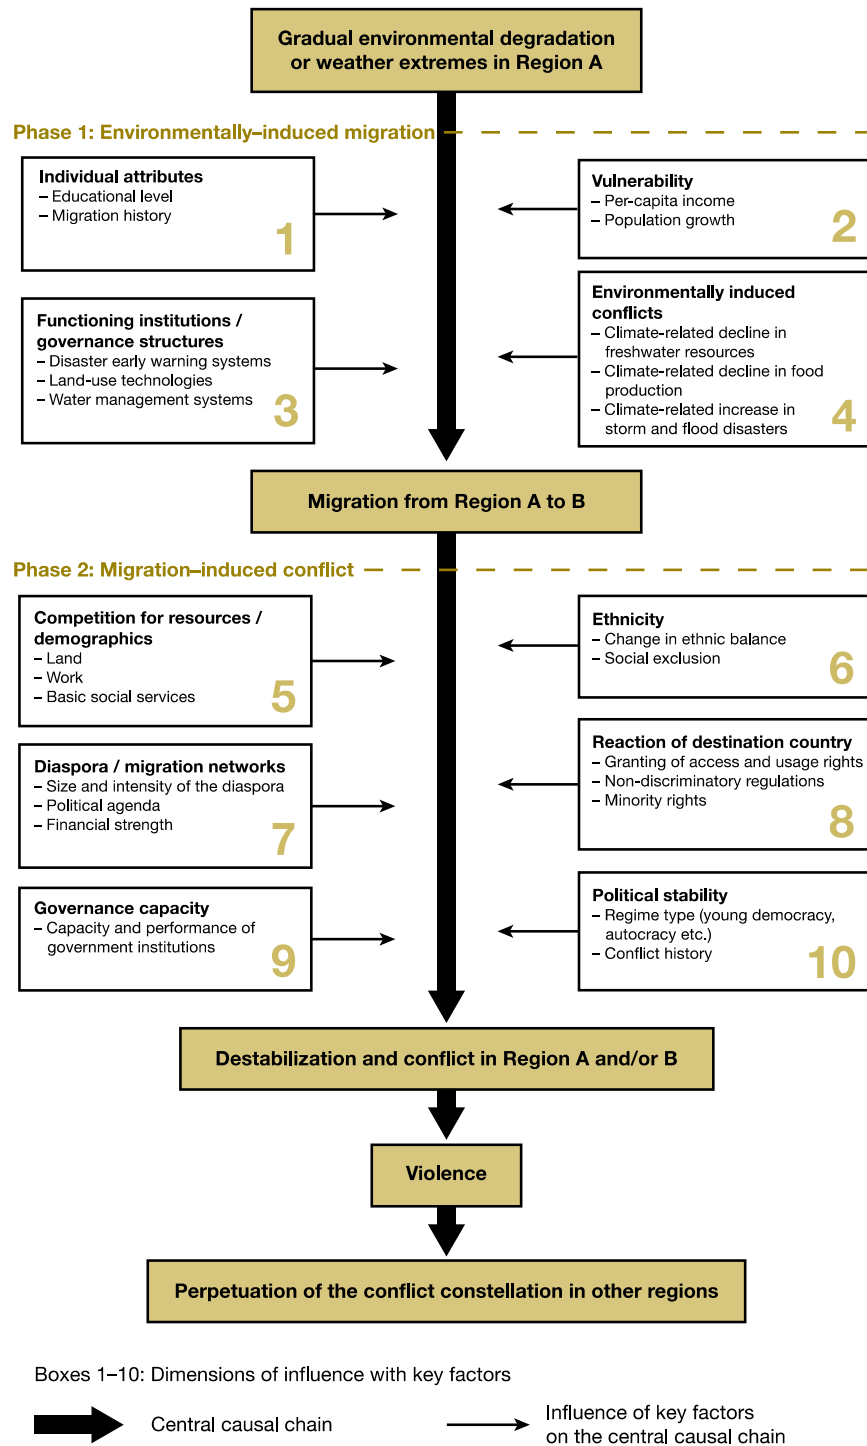 Gradual environmental degradation
or weather extremes in Region A
Phase 1: Environmentally–induced migration
Individual attributes
– Educational level
– Migration history
1
Vulnerability
– Per-capita income
– Population growth
2
Functioning institutions /
governance structures
– Disaster early warning systems
– Land-use technologies
– Water management systems
3
Environmentally induced
conflicts
– Climate-related decline in
freshwater resources
– Climate-related decline in food
production
– Climate-related increase in
storm and flood disasters
4
Migration from Region A to B
Phase 2: Migration–induced conflict
Competition for resources /
demographics
– Land
– Work
– Basic social services
5
Ethnicity
– Change in ethnic balance
– Social exclusion
6
Diaspora / migration networks
– Size and intensity of the diaspora
– Political agenda
– Financial strength
7
Reaction of destination country
– Granting of access and usage rights
– Non-discriminatory regulations
– Minority rights
8
Governance capacity
– Capacity and performance of
government institutions
9
Political stability
– Regime type (young democracy,
autocracy etc.)
– Conflict history
10
Destabilization and conflict in Region A and/or B
Violence
Perpetuation of the conflict constellation in other regions
Boxes 1–10: Dimensions of influence with key factors
Central causal chain
Influence of key factors
on the central causal chain